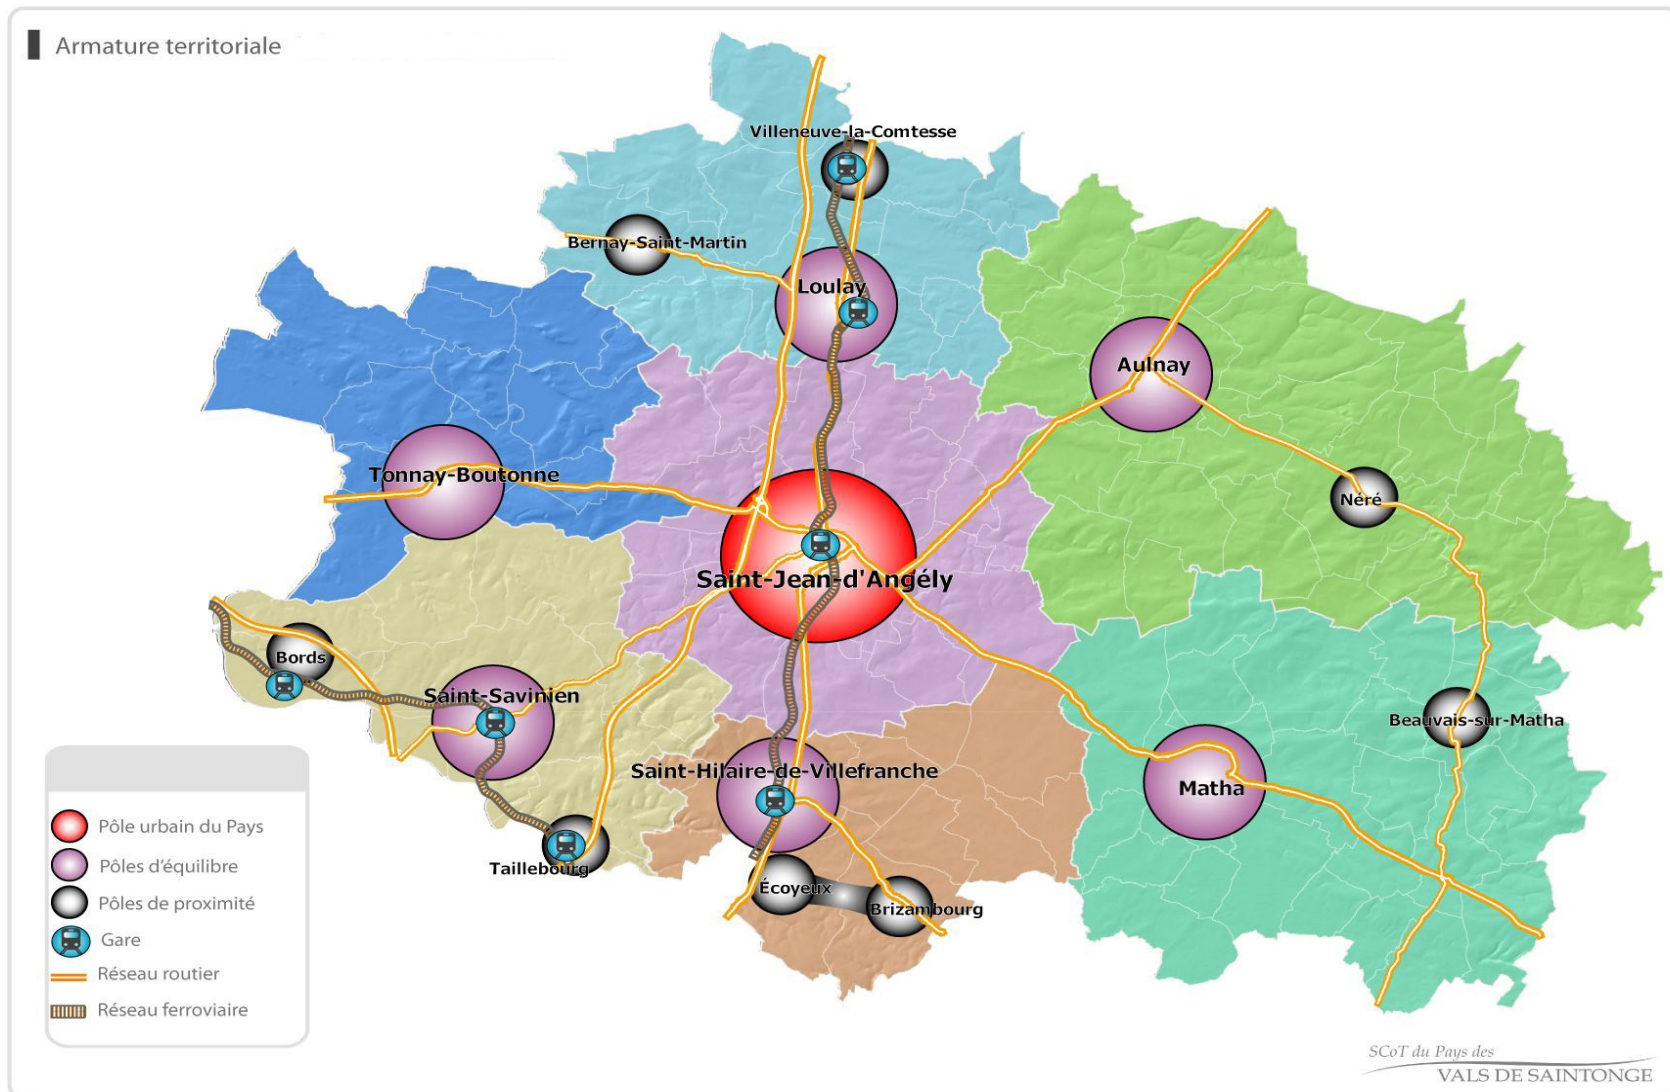 Armature territoriale
Villeneuve-la-Comtesse
Bernay-Saint-Martin
Loulay
Aulnay
Tonnay-Boutonne
Néré
Saint-Jean-d'Angély
Bords
Saint-Savinien
Beauvais-sur-Matha
Saint-Hilaire-de-Villefranche
Matha
Taillebourg
Écoyeux
Brizambourg
Pôle urbain du Pays
Pôles d'équilibre
Pôles de proximité
Gare
Réseau routier
Réseau ferroviaire
SCoT du Pays des
VALS DE SAINTONGE